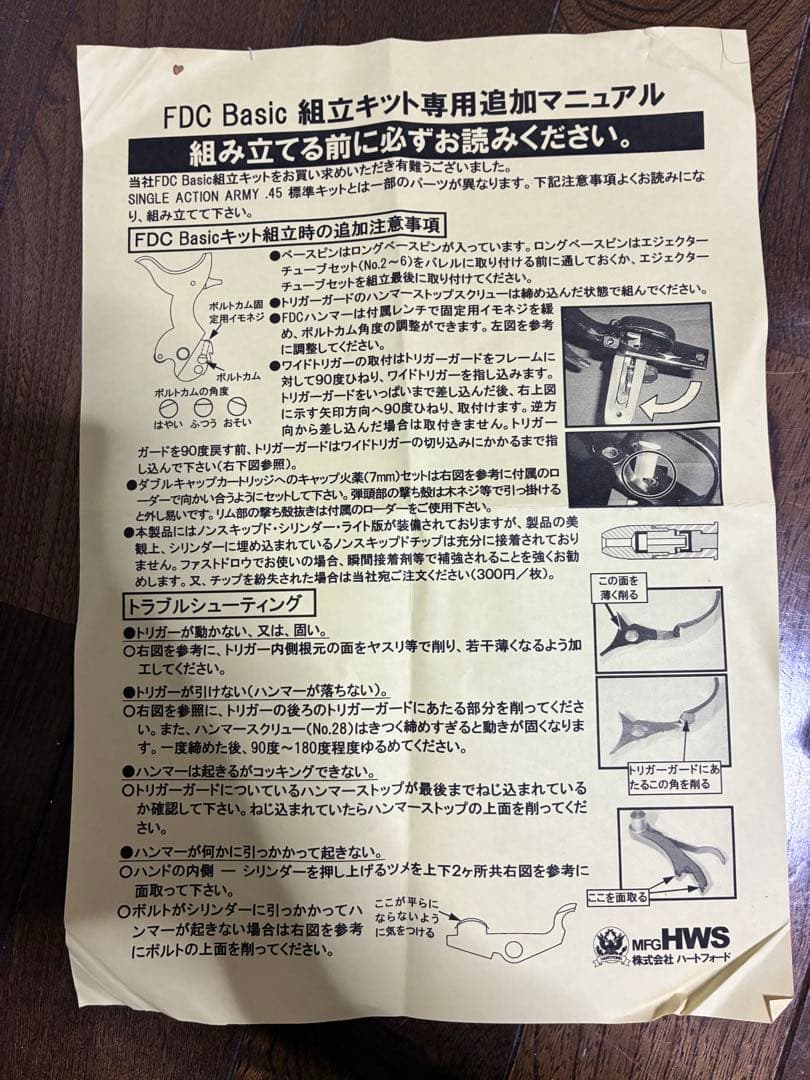 FDC Basic 組立キット専用追加マニュアル
組み立てる前に必ずお読みください。
当社FDC Basic組立キットをお買い求めいただき有難うございました。
SINGLE ACTION ARMY .45 標準キットとは一部のパーツが異なります。下記注意事項よくお読みにな
り、組み立てて下さい。
FDC Basicキット組立時の追加注意事項
●ベースピンはロングベースピンが入っています。ロングベースピンはエジェクター
チューブセット(No.2～6)をバレルに取り付ける前に通しておくか、エジェクター
チューブセットを組立最後に取り付けてください。
●トリガーガードのハンマーストップスクリューは締め込んだ状態で組んでください。
●FDCハンマーは付属レンチで固定用イモネジを緩
め、ボルトカム角度の調整ができます。左図を参考
に調整してください。
ボルトカム固
定用イモネジ
ボルトカム
ボルトカムの角度
はやい ふつう おそい
●ワイドトリガーの取付はトリガーガードをフレームに
対して90度ひねり、ワイドトリガーを指し込みます。
トリガーガードをいっぱいまで差し込んだ後、右上図
に示す矢印方向へ90度ひねり、取付けます。逆方
向から差し込んだ場合は取付きません。トリガー
ガードを90度戻す前、トリガーガードはワイドトリガーの切り込みにかかるまで指
し込んで下さい(右下図参照)。
●ダブルキャップカートリッジへのキャップ火薬(7mm)セットは右図を参考に付属のロ
ーダーで向かい合うようにセットして下さい。弾頭部の撃ち殻は木ネジ等で引っ掛ける
と外し易いです。リム部の撃ち殻抜きは付属のローダーをご使用下さい。
●本製品にはノンスキップド・シリンダー・ライト版が装備されておりますが、製品の美
観上、シリンダーに埋め込まれているノンスキップドチップは充分に接着されており
ません。ファストドロウでお使いの場合、瞬間接着剤等で補強されることを強くお勧
めします。又、チップを紛失された場合は当社宛ご注文ください(300円／枚)。
トラブルシューティング
●トリガーが動かない、又は、固い。
○右図を参考に、トリガー内側根元の面をヤスリ等で削り、若干薄くなるよう加
工してください。
この面を
薄く削る
●トリガーが引けない(ハンマーが落ちない)。
○右図を参照に、トリガーの後ろのトリガーガードにあたる部分を削ってくださ
い。また、ハンマースクリュー(No.28)はきつく締めすぎると動きが固くなりま
す。一度締めた後、90度～180度程度ゆるめてください。
トリガーガードにあ
たるこの角を削る
●ハンマーは起きるがコッキングできない。
○トリガーガードについているハンマーストップが最後までねじ込まれている
か確認して下さい。ねじ込まれていたらハンマーストップの上面を削ってくだ
さい。
●ハンマーが何かに引っかかって起きない。
○ハンドの内側 ― シリンダーを押し上げるツメを上下2ヶ所共右図を参考に
面取って下さい。
ここを面取る
○ボルトがシリンダーに引っかかってハ
ンマーが起きない場合は右図を参考
にボルトの上面を削ってください。
ここが平らに
ならないよう
に気をつける
MFG HWS
株式会社 ハートフォード